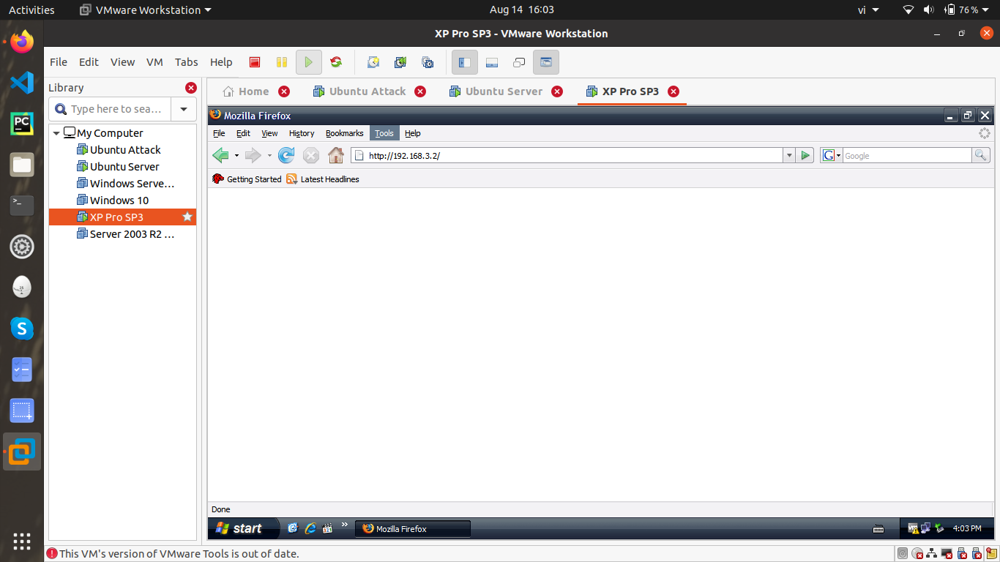 Activities VMware Workstation Aug 14 16:03 vi 76 %
XP Pro SP3 - VMware Workstation
File Edit View VM Tabs Help
Library
Type here to sea…
My Computer
Ubuntu Attack
Ubuntu Server
Windows Serve…
Windows 10
XP Pro SP3
Server 2003 R2 …
Home Ubuntu Attack Ubuntu Server XP Pro SP3
Mozilla Firefox
File Edit View History Bookmarks Tools Help
http://192.168.3.2/ Google
Getting Started Latest Headlines
Done
start Mozilla Firefox 4:03 PM
This VM's version of VMware Tools is out of date.